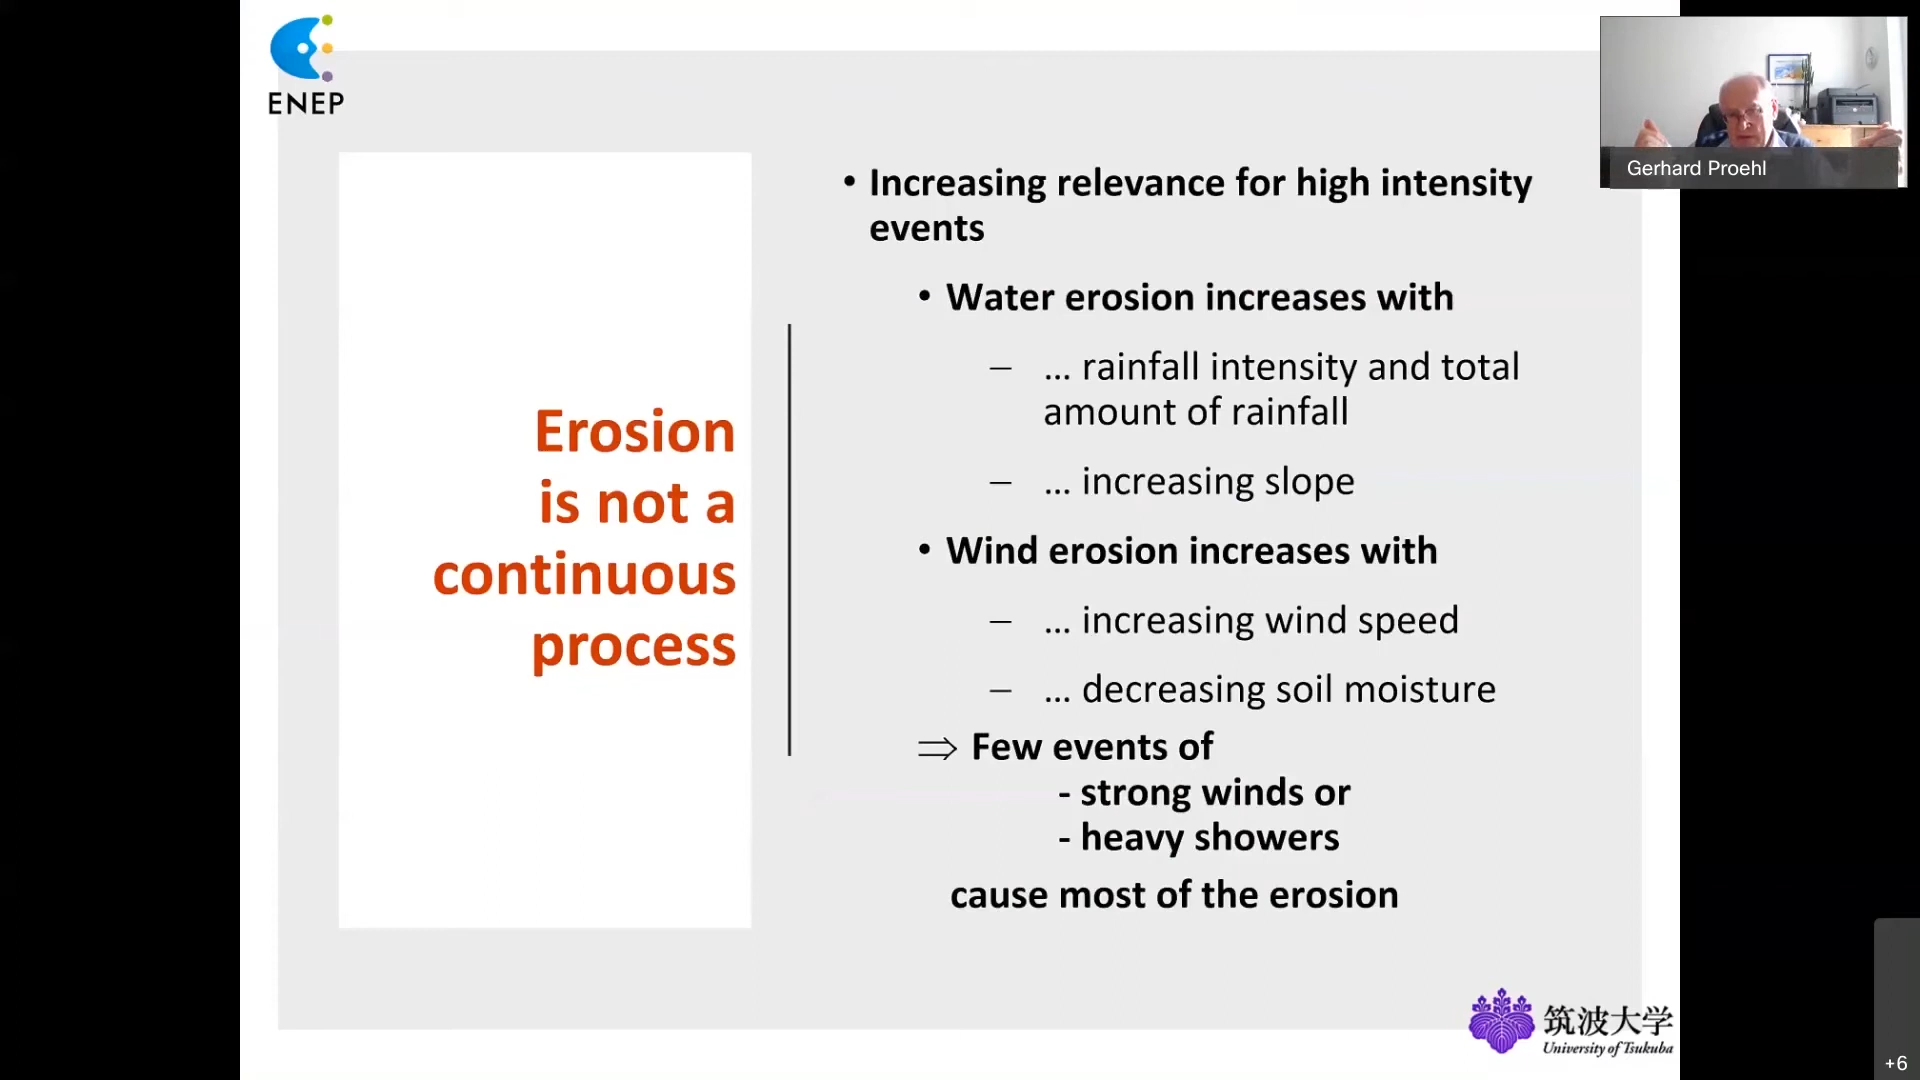 ENEP
Gerhard Proehl
Erosion
is not a
continuous
process
• Increasing relevance for high intensity
events
• Water erosion increases with
– ... rainfall intensity and total
amount of rainfall
– ... increasing slope
• Wind erosion increases with
– ... increasing wind speed
– ... decreasing soil moisture
⇒ Few events of
- strong winds or
- heavy showers
cause most of the erosion
筑波大学
University of Tsukuba
+6